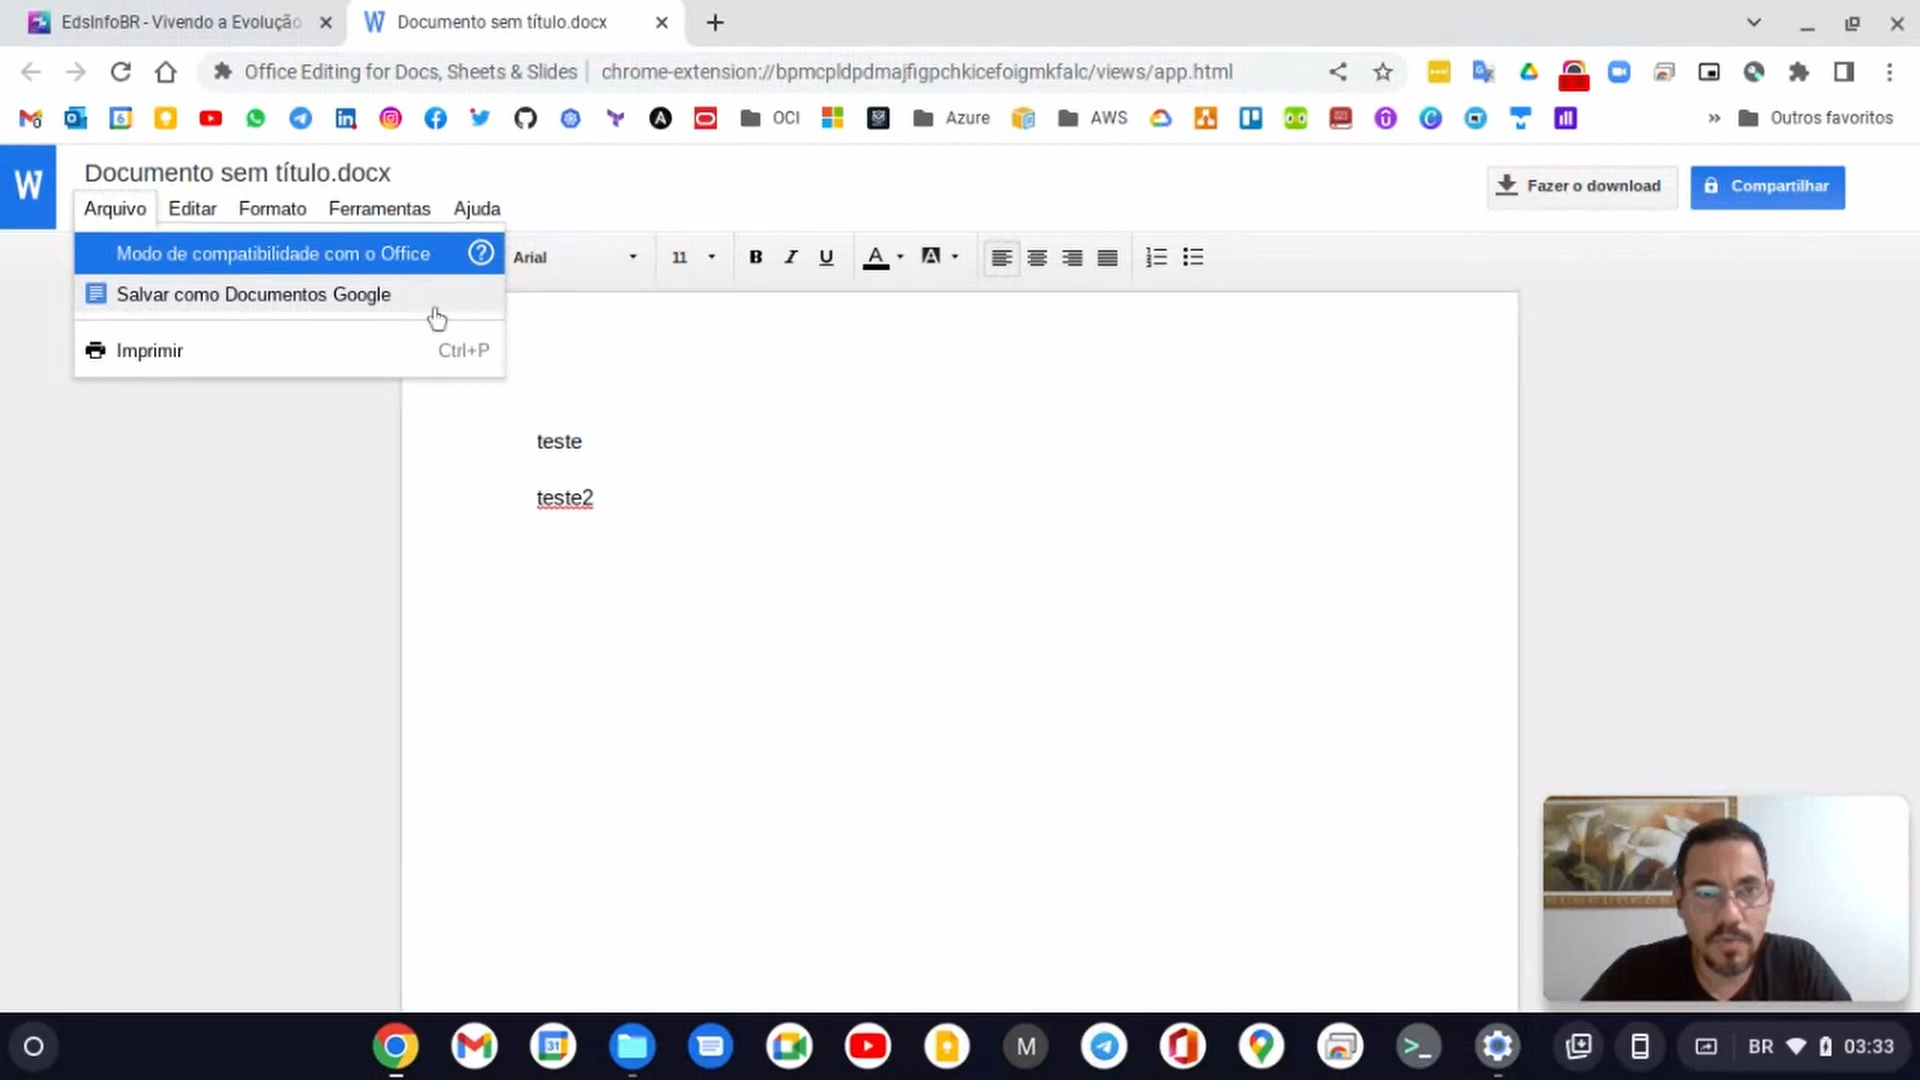 EdsInfoBR - Vivendo a Evolução
Documento sem título.docx
Office Editing for Docs, Sheets & Slides | chrome-extension://bpmcpldpdmajfigpchkicefoigmkfalc/views/app.html
OCI
Azure
AWS
» Outros favoritos
W
Documento sem título.docx
Fazer o download
Compartilhar
Arquivo Editar Formato Ferramentas Ajuda
Modo de compatibilidade com o Office ?
Arial
11
B I U A A
Salvar como Documentos Google
Imprimir Ctrl+P
teste
teste2
31
M
BR
03:33